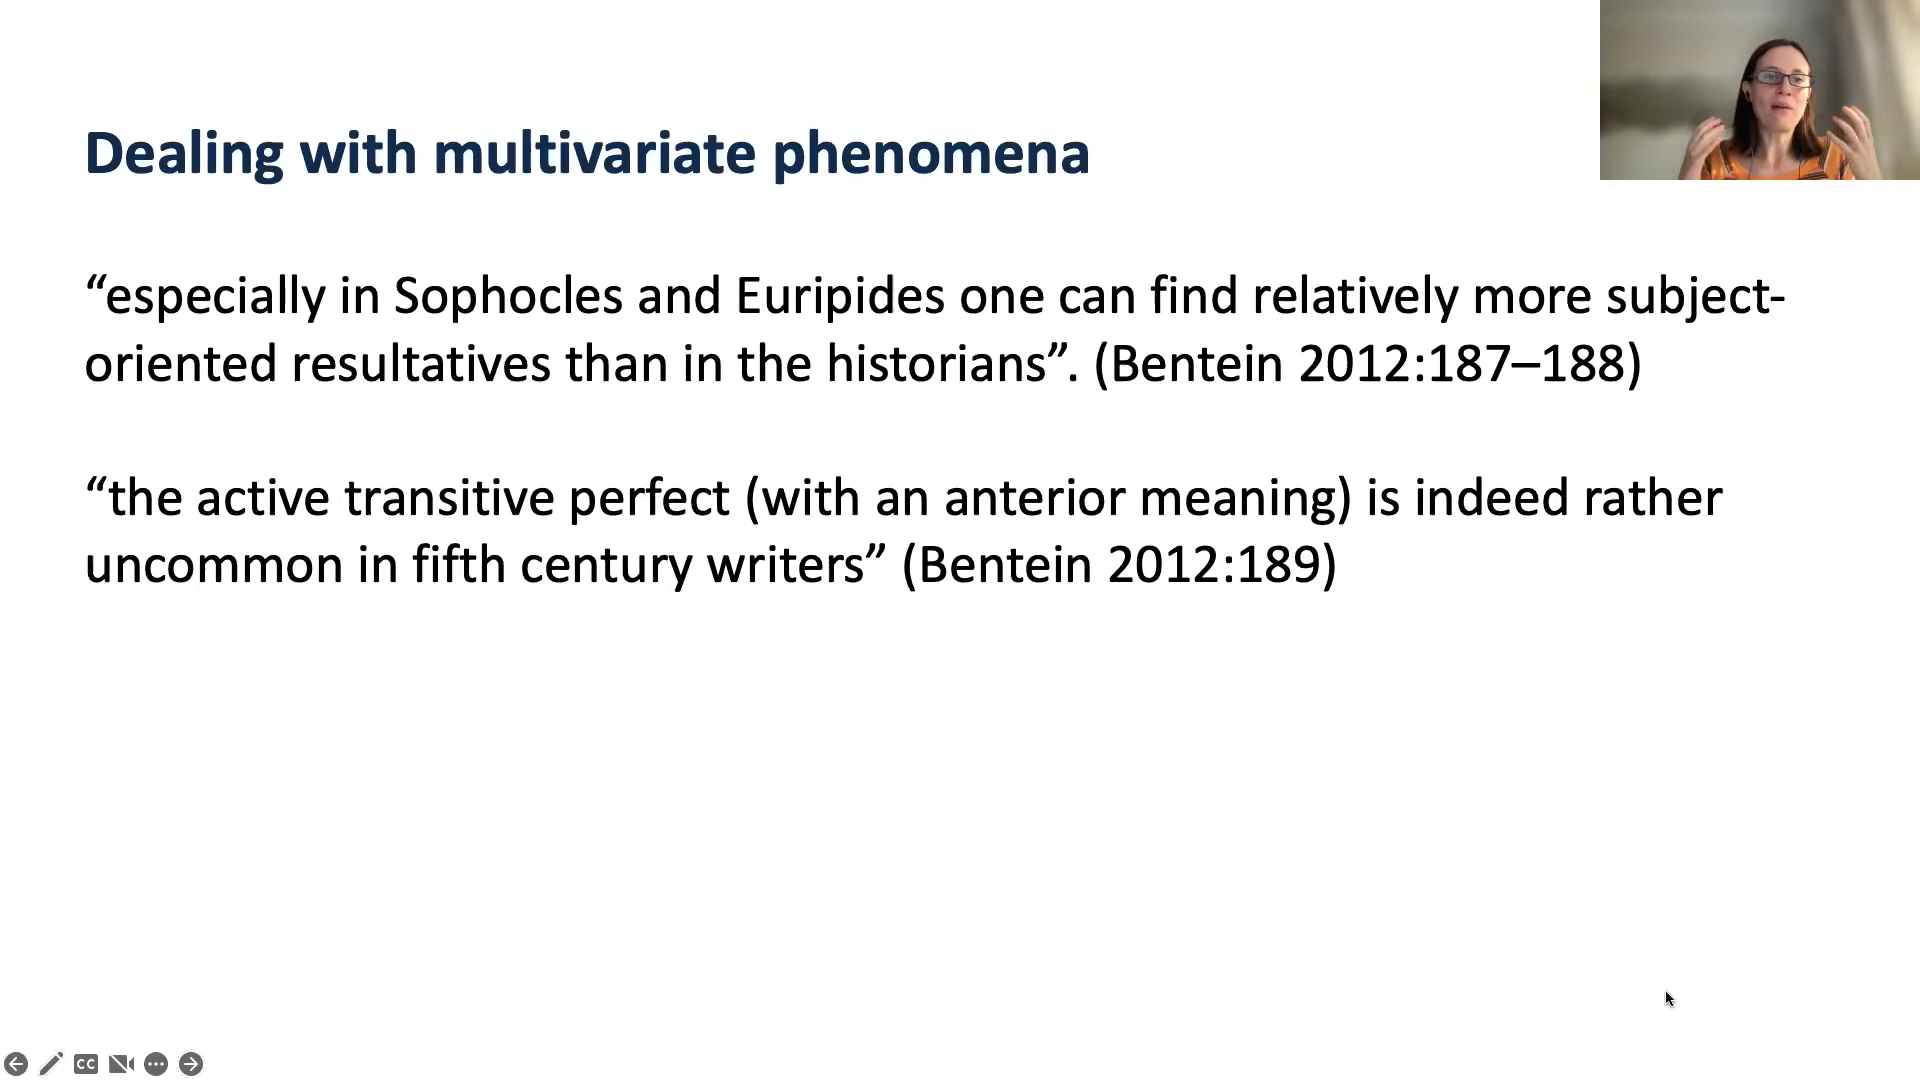 Dealing with multivariate phenomena
“especially in Sophocles and Euripides one can find relatively more subject-
oriented resultatives than in the historians”. (Bentein 2012:187–188)
“the active transitive perfect (with an anterior meaning) is indeed rather
uncommon in fifth century writers” (Bentein 2012:189)
CC